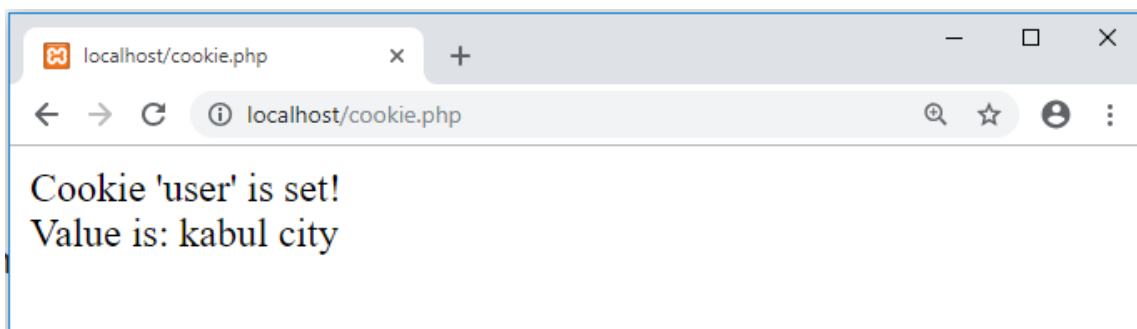 localhost/cookie.php
localhost/cookie.php
Cookie 'user' is set!
Value is: kabul city